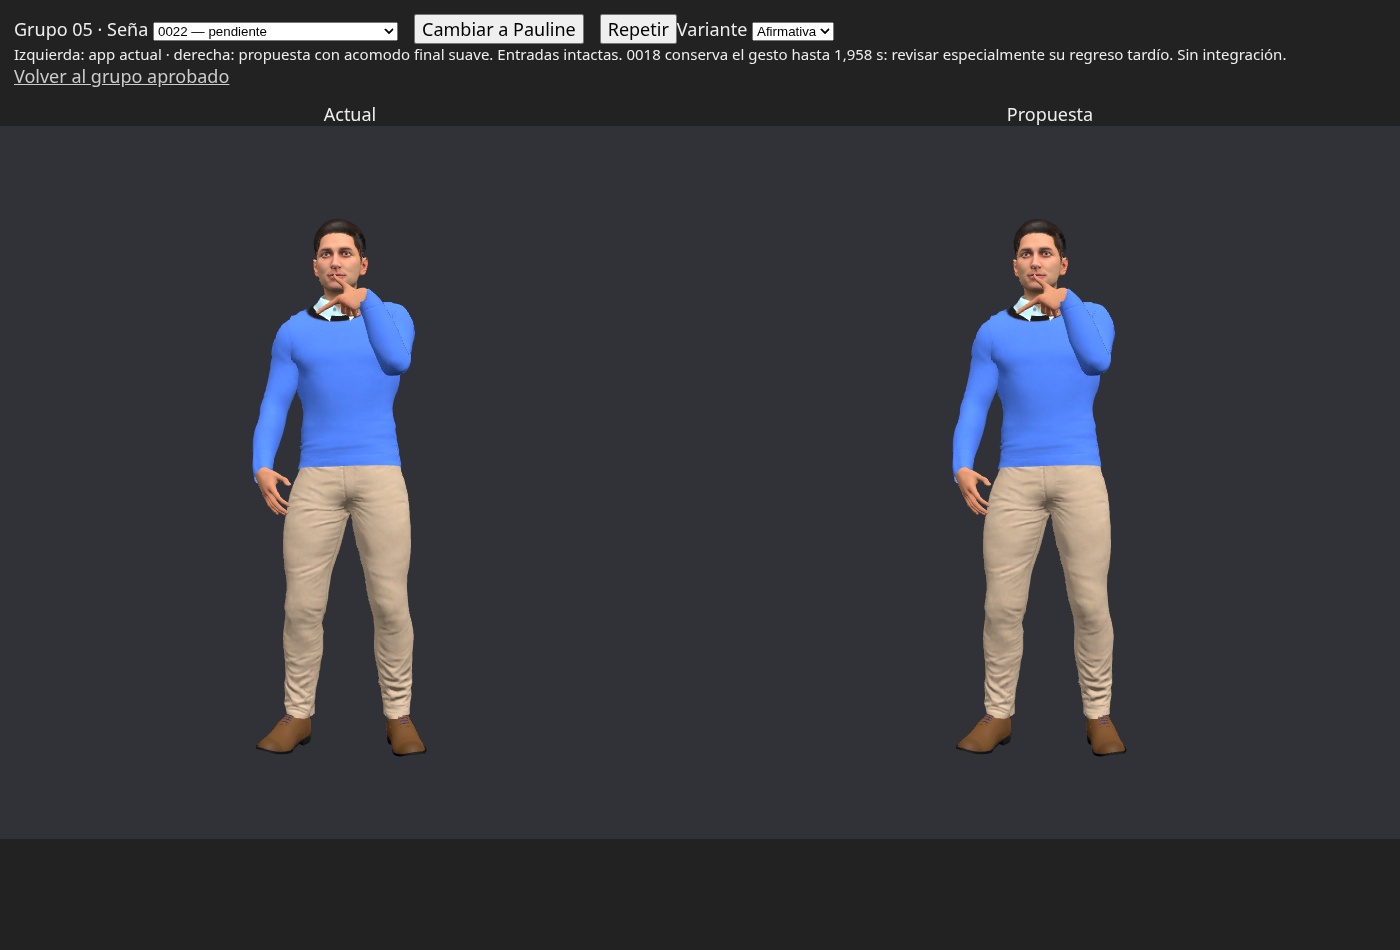 Grupo 05 · Seña 0022 — pendiente Cambiar a Pauline Repetir Variante Afirmativa
Izquierda: app actual · derecha: propuesta con acomodo final suave. Entradas intactas. 0018 conserva el gesto hasta 1,958 s: revisar especialmente su regreso tardío. Sin integración.
Volver al grupo aprobado
Actual Propuesta